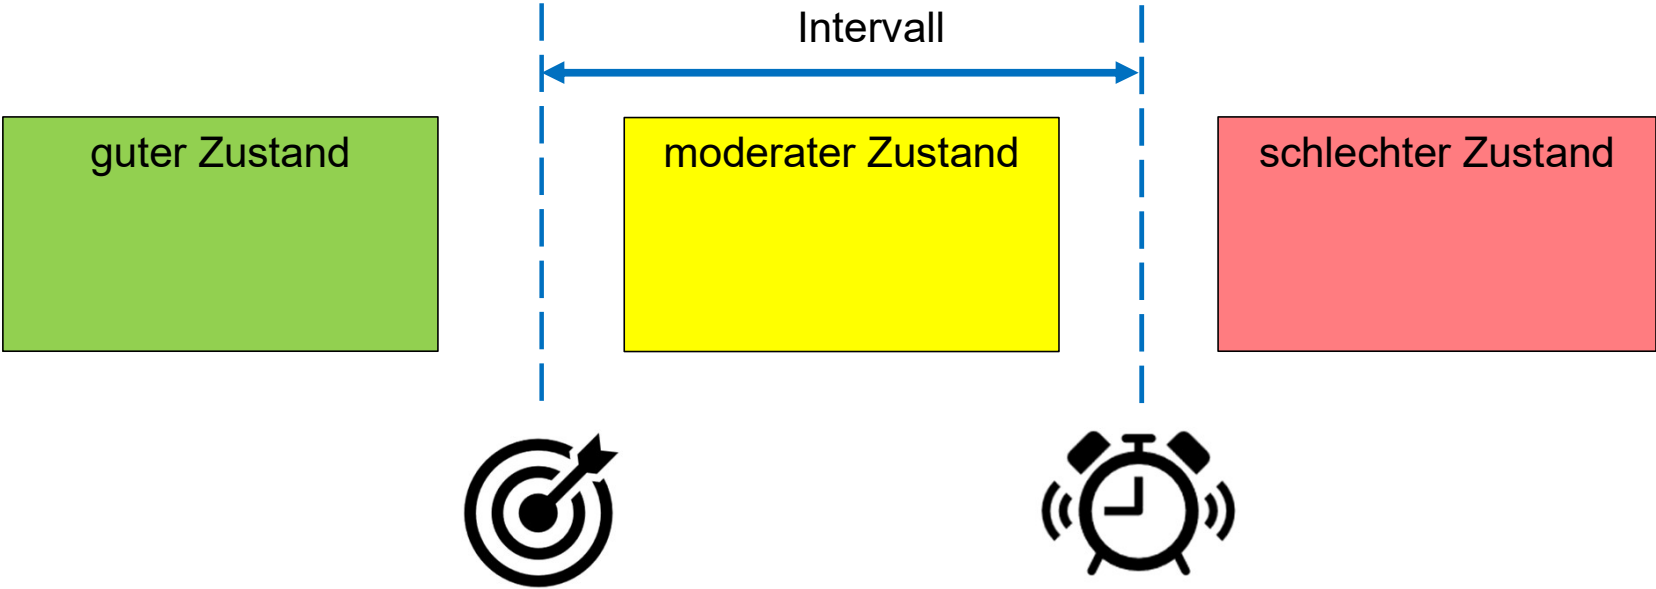 Intervall
guter Zustand
moderater Zustand
schlechter Zustand